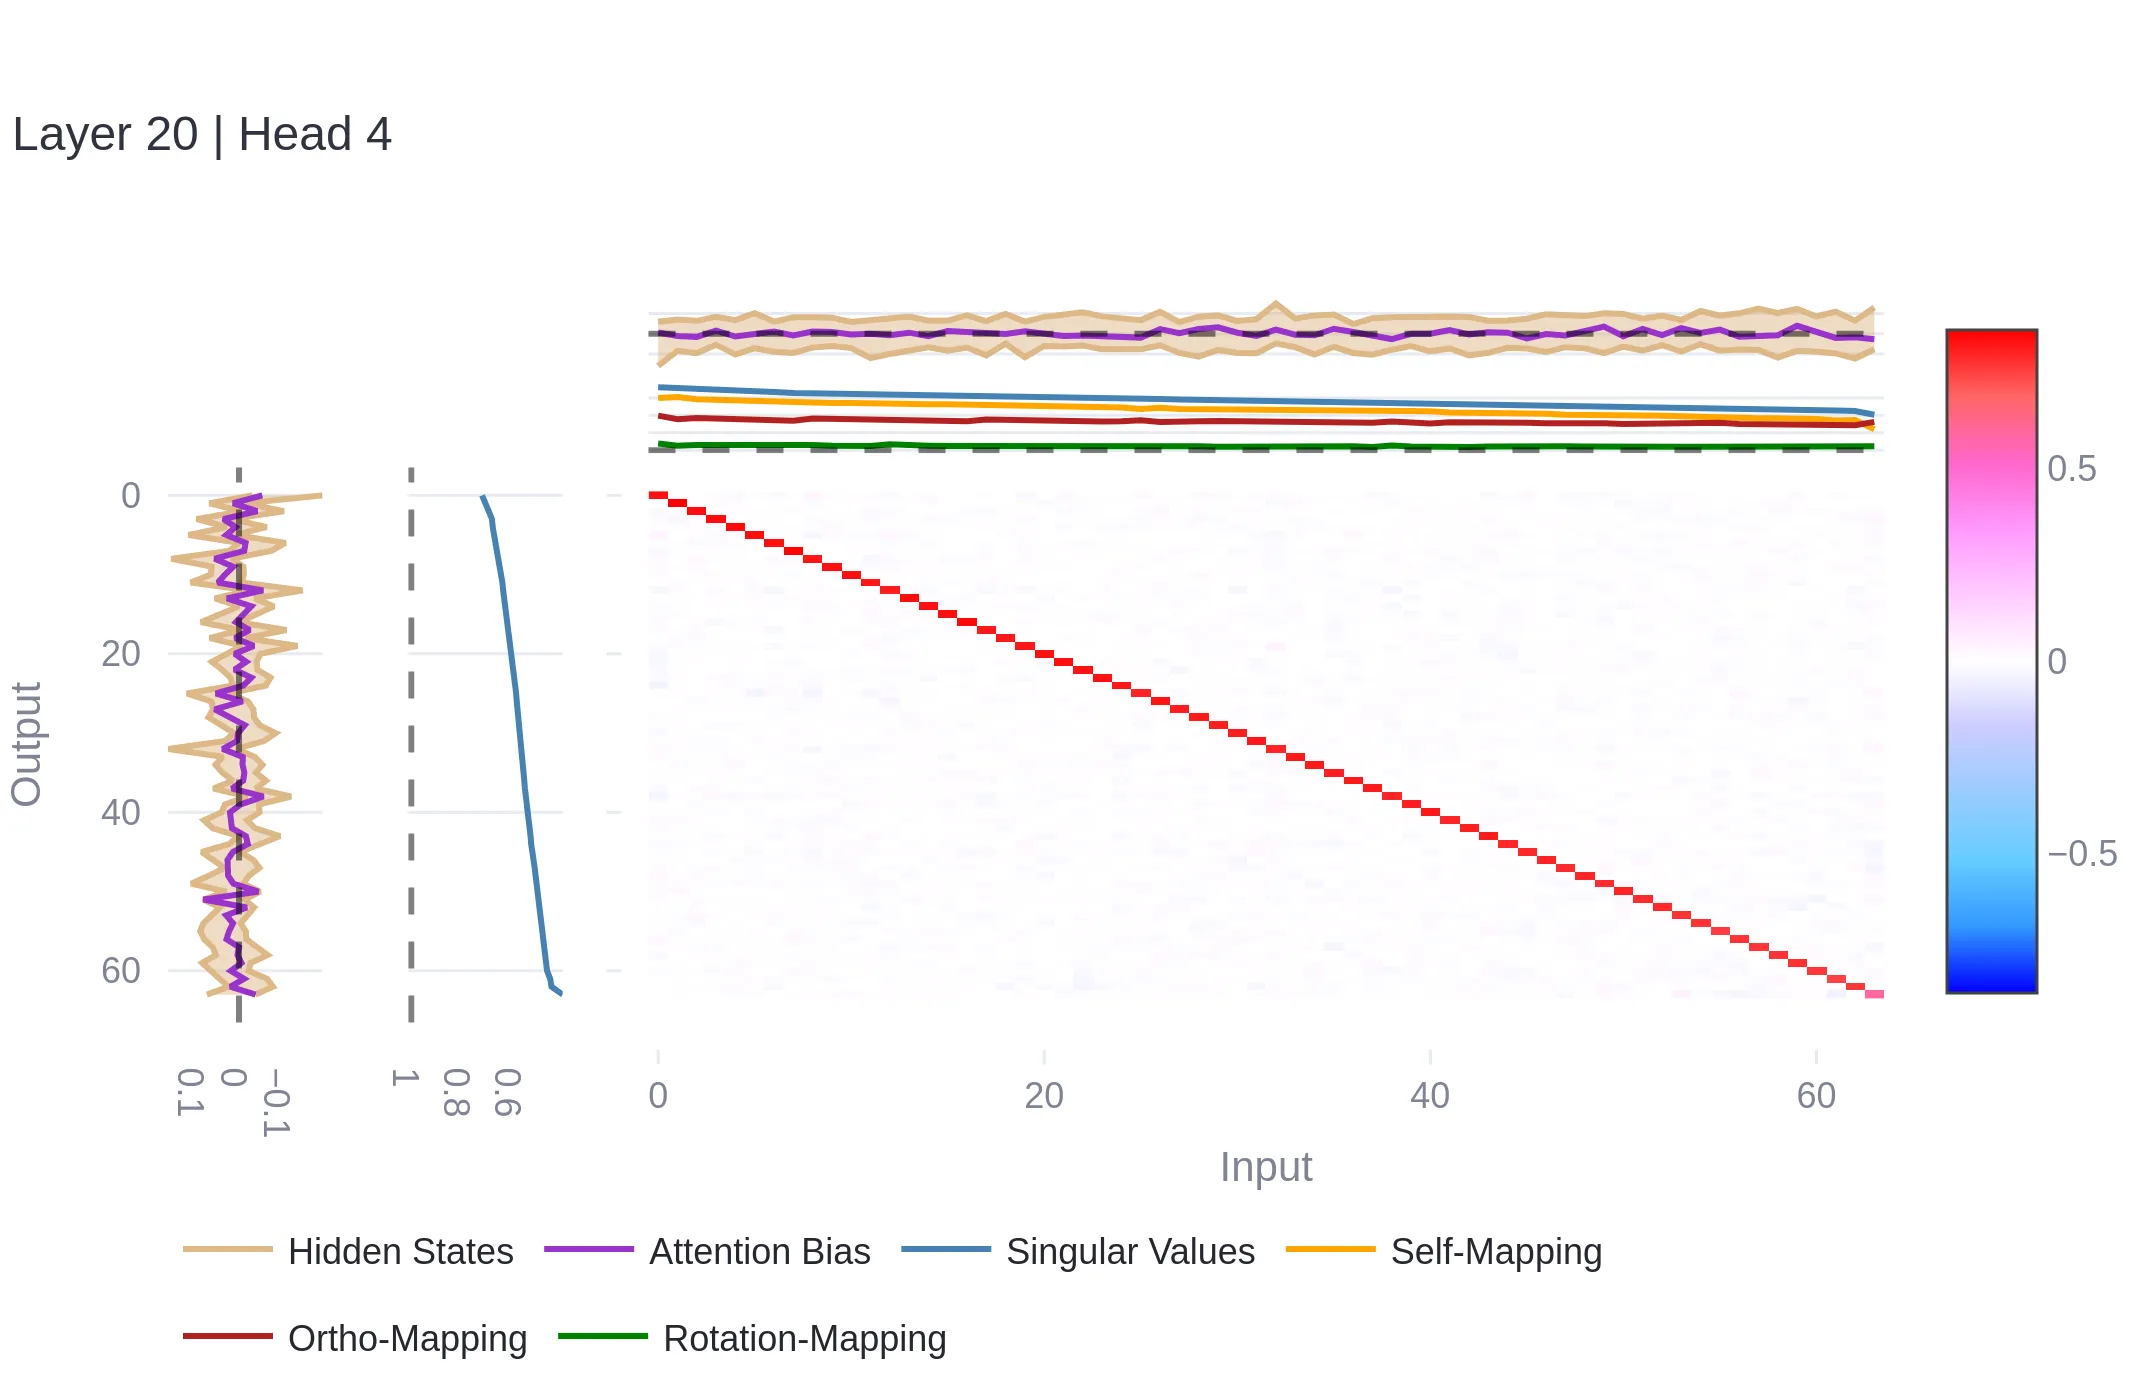 Layer 20 | Head 4
0
20
40
60
Output
0.1
0
−0.1
1
0.8
0.6
0
20
40
60
Input
0.5
0
−0.5
Hidden States
Attention Bias
Singular Values
Self-Mapping
Ortho-Mapping
Rotation-Mapping